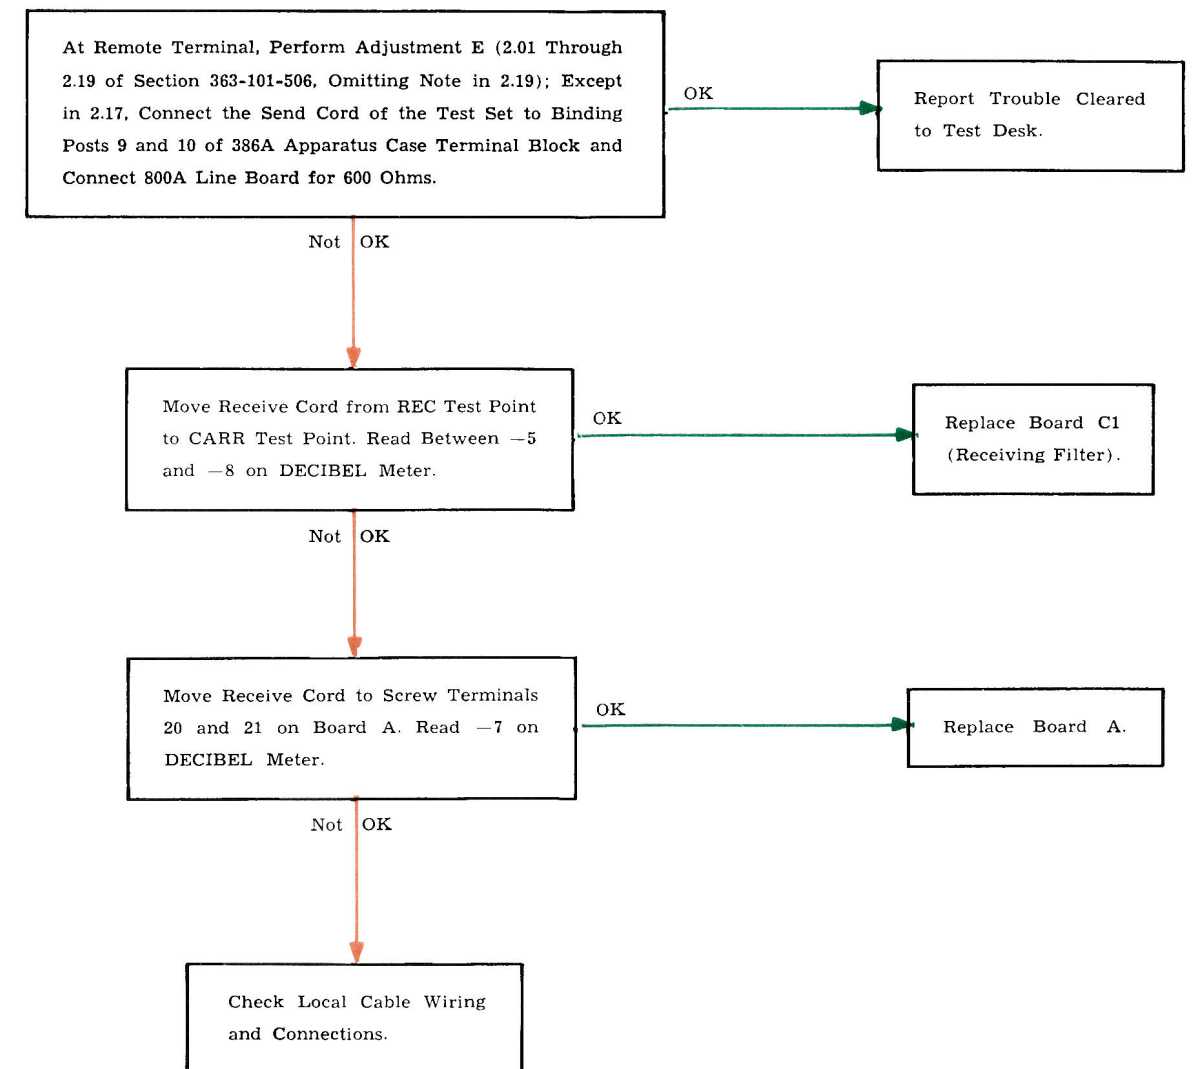 At Remote Terminal, Perform Adjustment E (2.01 Through
2.19 of Section 363-101-506, Omitting Note in 2.19); Except
in 2.17, Connect the Send Cord of the Test Set to Binding
Posts 9 and 10 of 386A Apparatus Case Terminal Block and
Connect 800A Line Board for 600 Ohms.
OK
Report Trouble Cleared
to Test Desk.
Not OK
Move Receive Cord from REC Test Point
to CARR Test Point. Read Between —5
and —8 on DECIBEL Meter.
OK
Replace Board C1
(Receiving Filter).
Not OK
Move Receive Cord to Screw Terminals
20 and 21 on Board A. Read —7 on
DECIBEL Meter.
OK
Replace Board A.
Not OK
Check Local Cable Wiring
and Connections.